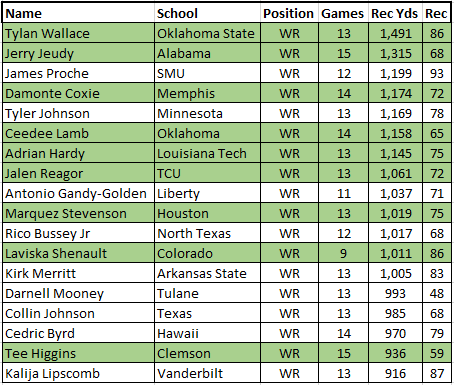 Name School Position Games Rec Yds Rec
Tylan Wallace Oklahoma State WR 13 1,491 86
Jerry Jeudy Alabama WR 15 1,315 68
James Proche SMU WR 12 1,199 93
Damonte Coxie Memphis WR 14 1,174 72
Tyler Johnson Minnesota WR 13 1,169 78
Ceedee Lamb Oklahoma WR 14 1,158 65
Adrian Hardy Louisiana Tech WR 13 1,145 75
Jalen Reagor TCU WR 13 1,061 72
Antonio Gandy-Golden Liberty WR 11 1,037 71
Marquez Stevenson Houston WR 13 1,019 75
Rico Bussey Jr North Texas WR 12 1,017 68
Laviska Shenault Colorado WR 9 1,011 86
Kirk Merritt Arkansas State WR 13 1,005 83
Darnell Mooney Tulane WR 13 993 48
Collin Johnson Texas WR 13 985 68
Cedric Byrd Hawaii WR 14 970 79
Tee Higgins Clemson WR 15 936 59
Kalija Lipscomb Vanderbilt WR 13 916 87